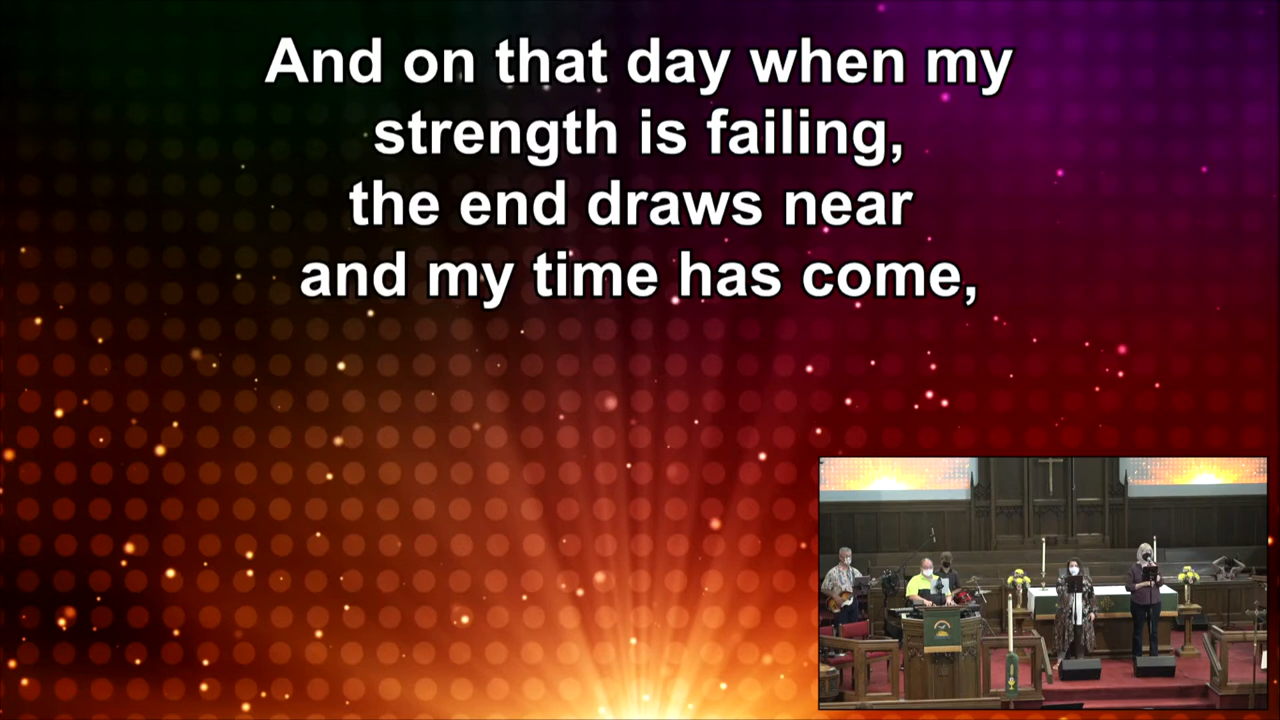 And on that day when my
strength is failing,
the end draws near
and my time has come,